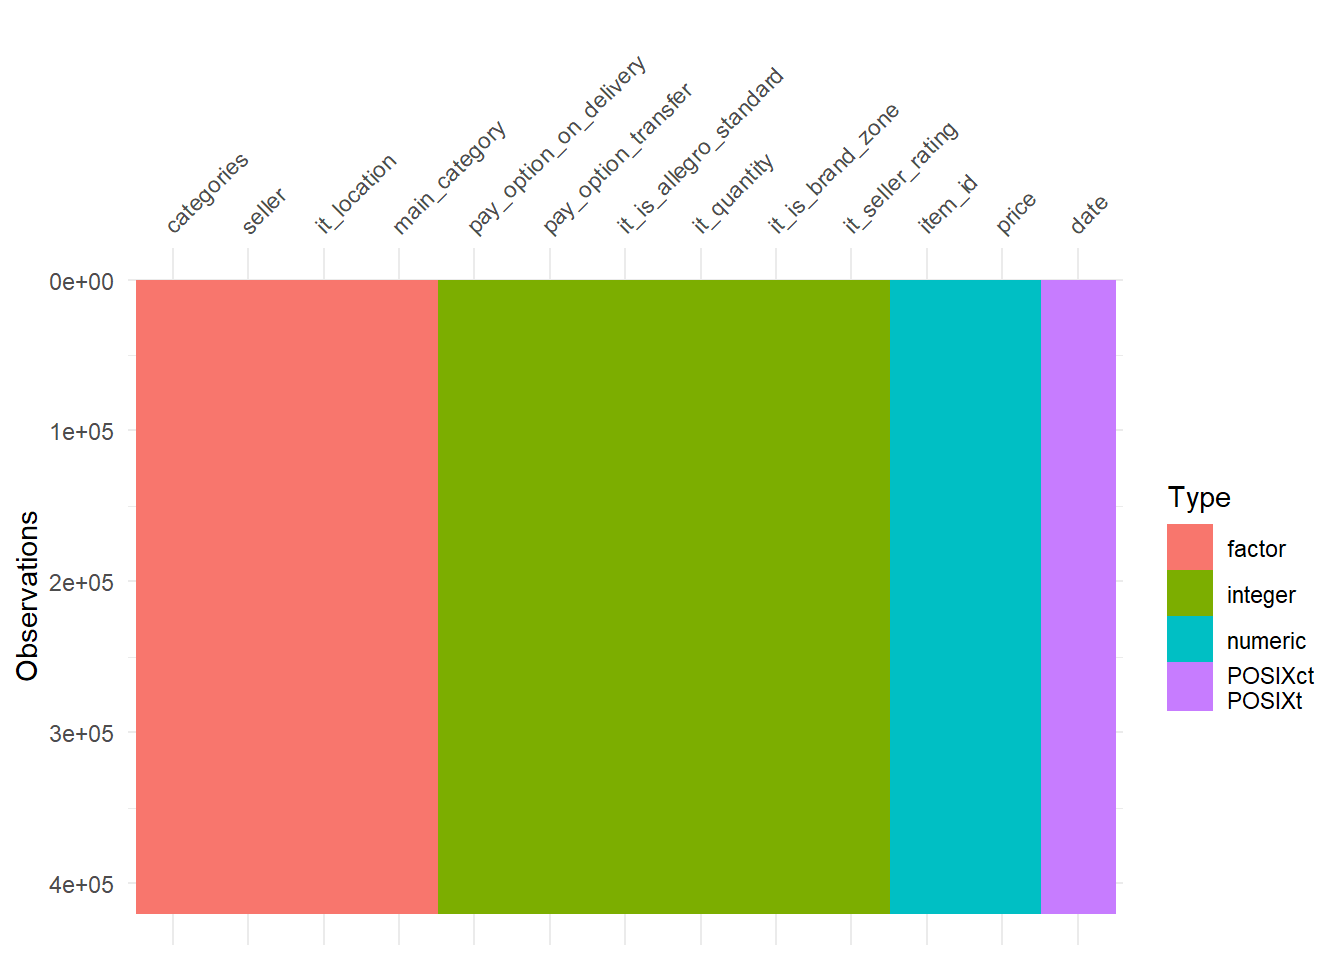 categories
seller
it_location
main_category
pay_option_on_delivery
pay_option_transfer
it_is_allegro_standard
it_quantity
it_is_brand_zone
it_seller_rating
item_id
price
date
0e+00
1e+05
2e+05
3e+05
4e+05
Observations
Type
factor
integer
numeric
POSIXct
POSIXt